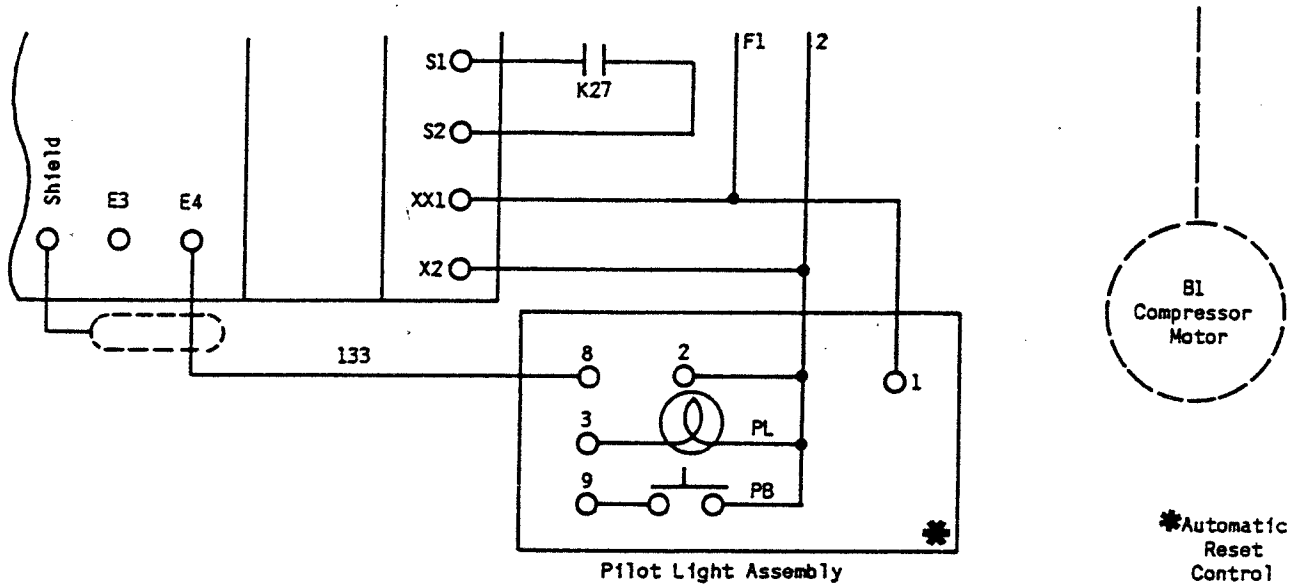 F1
2
S1
K27
S2
Shield
E3
E4
XX1
X2
B1
Compressor
Motor
133
8
2
1
3
PL
9
PB
✱
✱Automatic
Reset
Control
Pilot Light Assembly